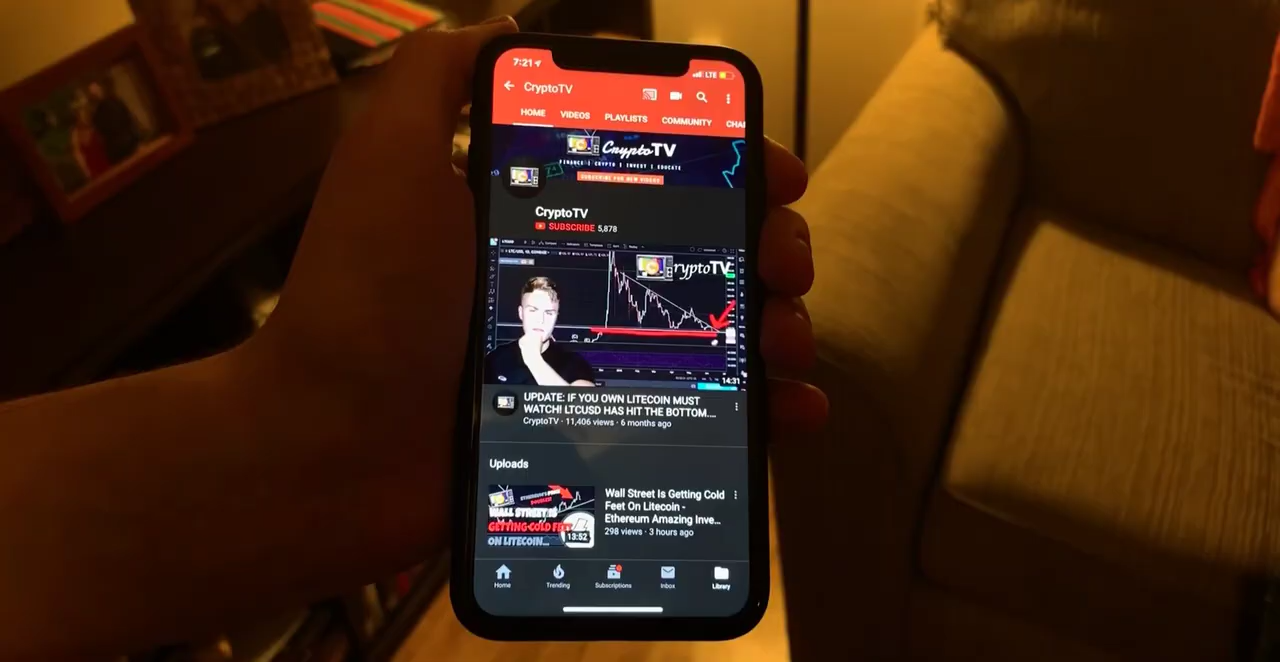 7:21
LTE
CryptoTV
HOME VIDEOS PLAYLISTS COMMUNITY CHA
CryptoTV
FINANCE | CRYPTO | INVEST | EDUCATE
SUBSCRIBE FOR NEW VIDEOS
CryptoTV
SUBSCRIBE 5,878
ryptoTV
14:31
UPDATE: IF YOU OWN LITECOIN MUST
WATCH! LTCUSD HAS HIT THE BOTTOM....
CryptoTV · 11,406 views · 6 months ago
Uploads
WALL STREET IS
GETTING COLD FEET
ON LITECOIN...
13:52
Wall Street Is Getting Cold
Feet On Litecoin -
Ethereum Amazing Inve...
298 views · 3 hours ago
Home Trending Subscriptions Inbox Library